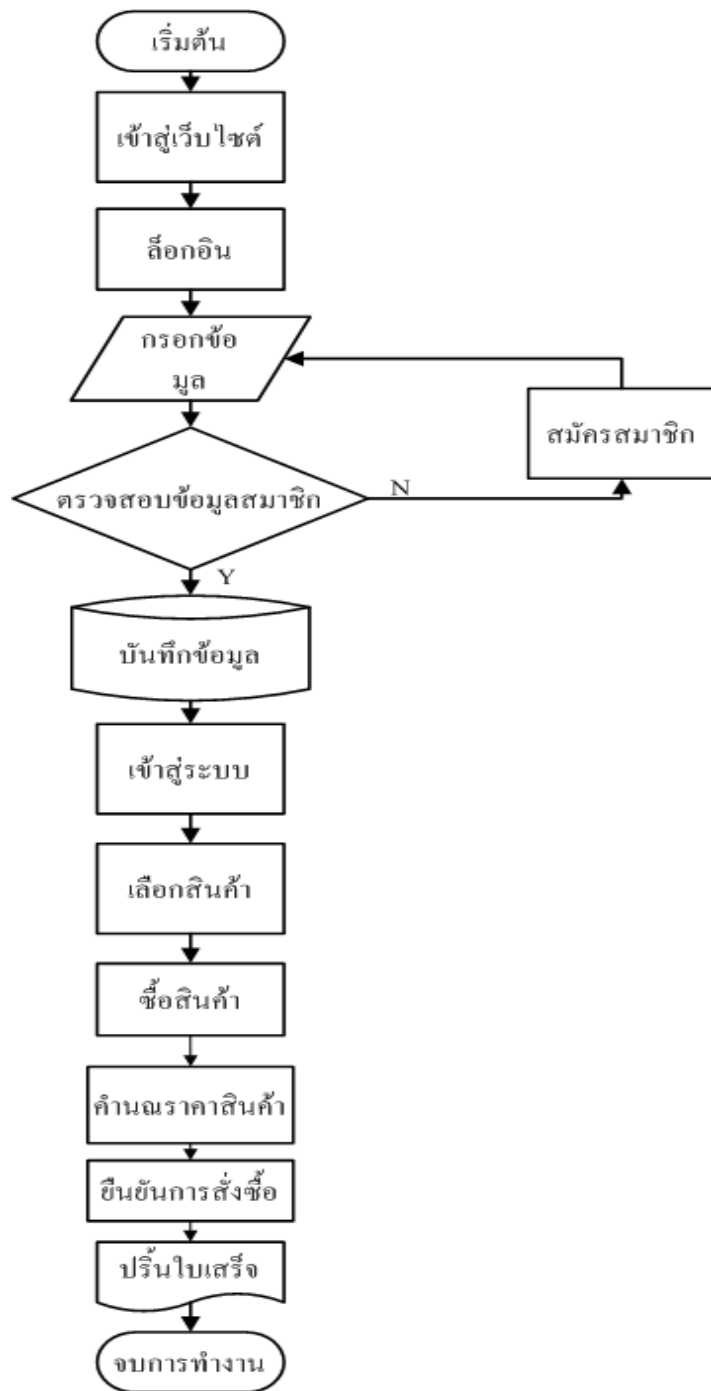 เริ่มต้น
เข้าสู่เว็บไซต์
ล็อกอิน
กรอกข้อ
มูล
สมัครสมาชิก
ตรวจสอบข้อมูลสมาชิก
N
Y
บันทึกข้อมูล
เข้าสู่ระบบ
เลือกสินค้า
ซื้อสินค้า
คำนณราคาสินค้า
ยืนยันการสั่งซื้อ
ปริ้นใบเสร็จ
จบการทำงาน